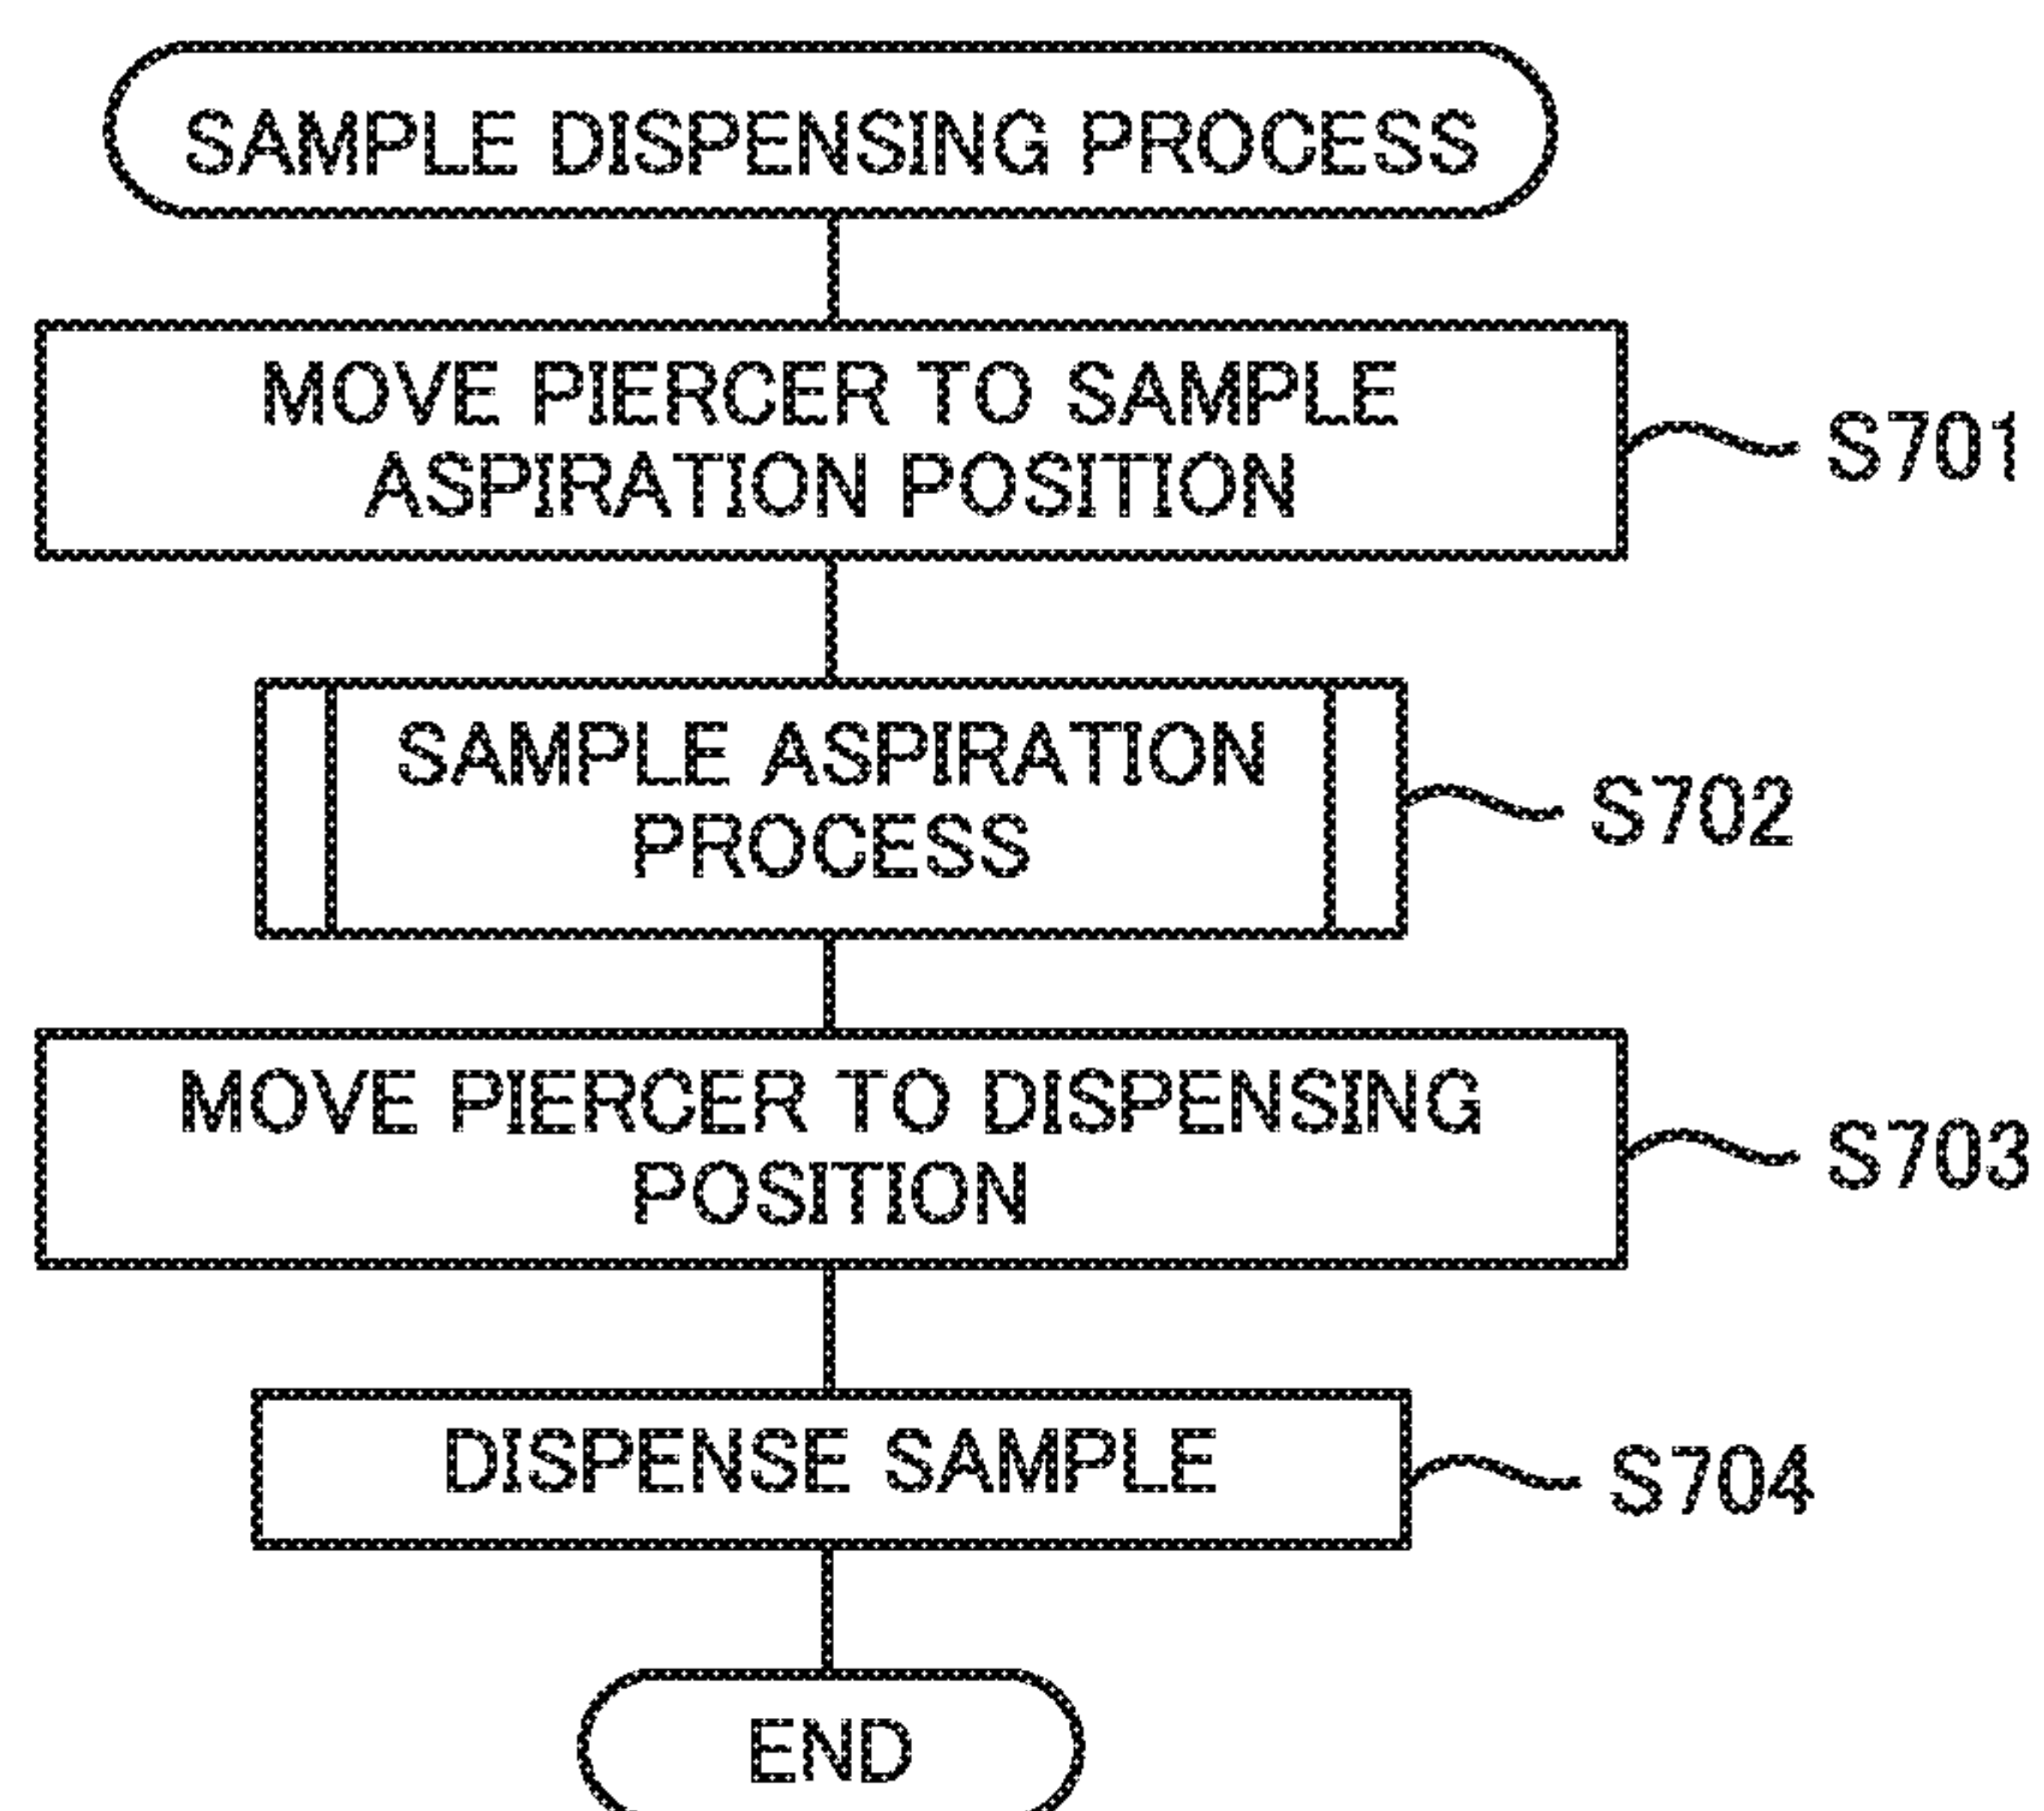 SAMPLE DISPENSING PROCESS
MOVE PIERCER TO SAMPLE
ASPIRATION POSITION
S701
SAMPLE ASPIRATION
PROCESS
S702
MOVE PIERCER TO DISPENSING
POSITION
S703
DISPENSE SAMPLE
S704
END